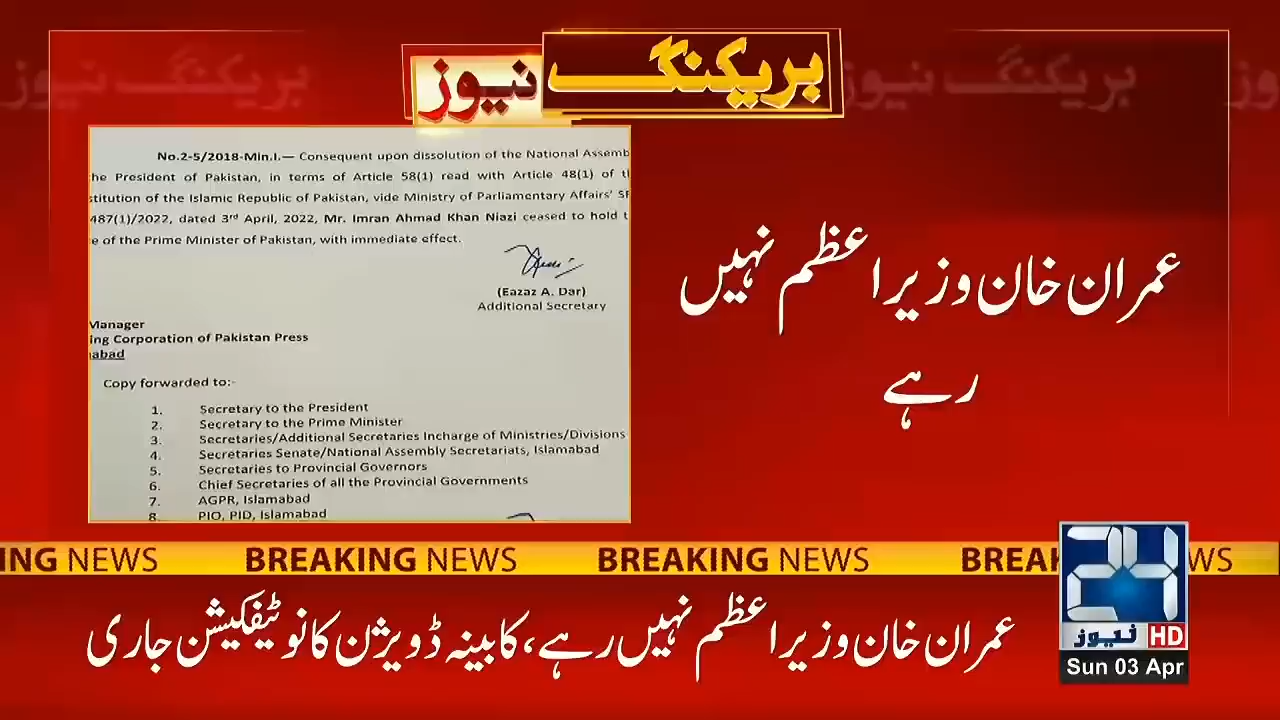 بریکنگ نیوز
No.2-5/2018-Min.I.— Consequent upon dissolution of the National Assemb
he President of Pakistan, in terms of Article 58(1) read with Article 48(1) of t
stitution of the Islamic Republic of Pakistan, vide Ministry of Parliamentary Affairs' SR
487(1)/2022, dated 3rd April, 2022, Mr. Imran Ahmad Khan Niazi ceased to hold t
e of the Prime Minister of Pakistan, with immediate effect.
(Eazaz A. Dar)
Additional Secretary
Manager
ing Corporation of Pakistan Press
abad
Copy forwarded to:-
1. Secretary to the President
2. Secretary to the Prime Minister
3. Secretaries/Additional Secretaries Incharge of Ministries/Divisions
4. Secretaries Senate/National Assembly Secretariats, Islamabad
5. Secretaries to Provincial Governors
6. Chief Secretaries of all the Provincial Governments
7. AGPR, Islamabad
8. PIO, PID, Islamabad
عمران خان وزیراعظم نہیں
رہے
ING NEWS BREAKING NEWS BREAKING NEWS BREAK WS
عمران خان وزیراعظم نہیں رہے، کابینہ ڈویژن کا نوٹیفکیشن جاری
24
نیوز HD
Sun 03 Apr